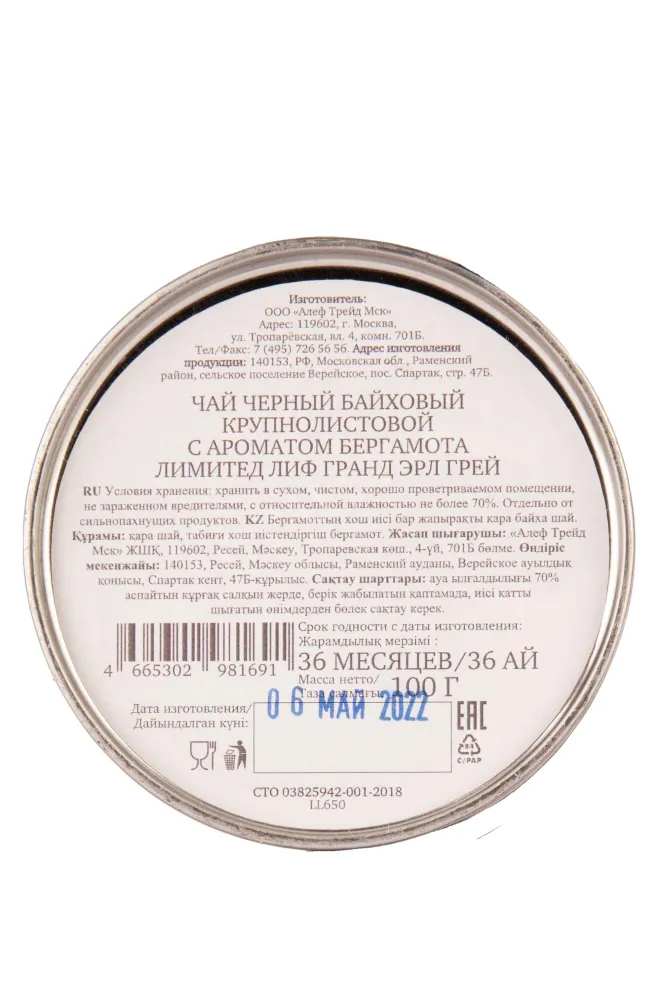 Изготовитель:
ООО «Алеф Трейд Мск»
Адрес: 119602, г. Москва,
ул. Тропарёвская, вл. 4, комн. 701Б.
Тел/Факс: 7 (495) 726 56 56. Адрес изготовления
продукции: 140153, РФ, Московская обл., Раменский
район, сельское поселение Верейское, пос. Спартак, стр. 47Б.
ЧАЙ ЧЕРНЫЙ БАЙХОВЫЙ
КРУПНОЛИСТОВОЙ
С АРОМАТОМ БЕРГАМОТА
ЛИМИТЕД ЛИФ ГРАНД ЭРЛ ГРЕЙ
RU Условия хранения: хранить в сухом, чистом, хорошо проветриваемом помещении,
не зараженном вредителями, с относительной влажностью не более 70%. Отдельно от
сильнопахнущих продуктов. KZ Бергамоттың хош иісі бар жапырақты қара байха шай.
Құрамы: қара шай, табиғи хош иістендіргіш бергамот. Жасап шығарушы: «Алеф Трейд
Мск» ЖШҚ, 119602, Ресей, Мәскеу, Тропаревская көш., 4-үй, 701Б бөлме. Өндіріс
мекенжайы: 140153, Ресей, Мәскеу облысы, Раменский ауданы, Верейское ауылдық
қонысы, Спартак кент, 47Б-құрылыс. Сақтау шарттары: ауа ылғалдылығы 70%
аспайтын құрғақ салқын жерде, берік жабылатын қаптамада, иісі қатты
шығатын өнімдерден бөлек сақтау керек.
Срок годности с даты изготовления:
Жарамдылық мерзімі :
36 МЕСЯЦЕВ/36 АЙ
4 665302 981691
Масса нетто/
Таза салмағы: 100 Г
06 МАЙ 2022
Дата изготовления/
Дайындалған күні:
EAC
84
C/PAP
СТО 03825942-001-2018
LL650